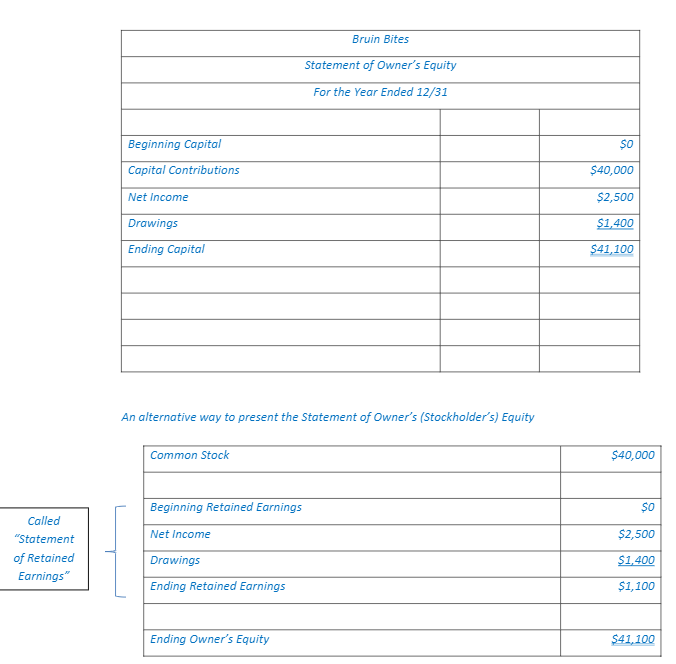 Bruin Bites
Statement of Owner's Equity
For the Year Ended 12/31
Beginning Capital $0
Capital Contributions $40,000
Net Income $2,500
Drawings $1,400
Ending Capital $41,100
An alternative way to present the Statement of Owner's (Stockholder's) Equity
Common Stock $40,000
Called
"Statement
of Retained
Earnings"
Beginning Retained Earnings $0
Net Income $2,500
Drawings $1,400
Ending Retained Earnings $1,100
Ending Owner's Equity $41,100